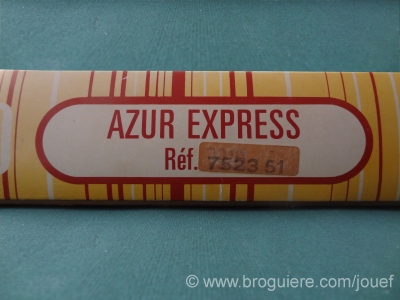 AZUR EXPRESS
Réf. 7523 51
© www.broguiere.com/jouef